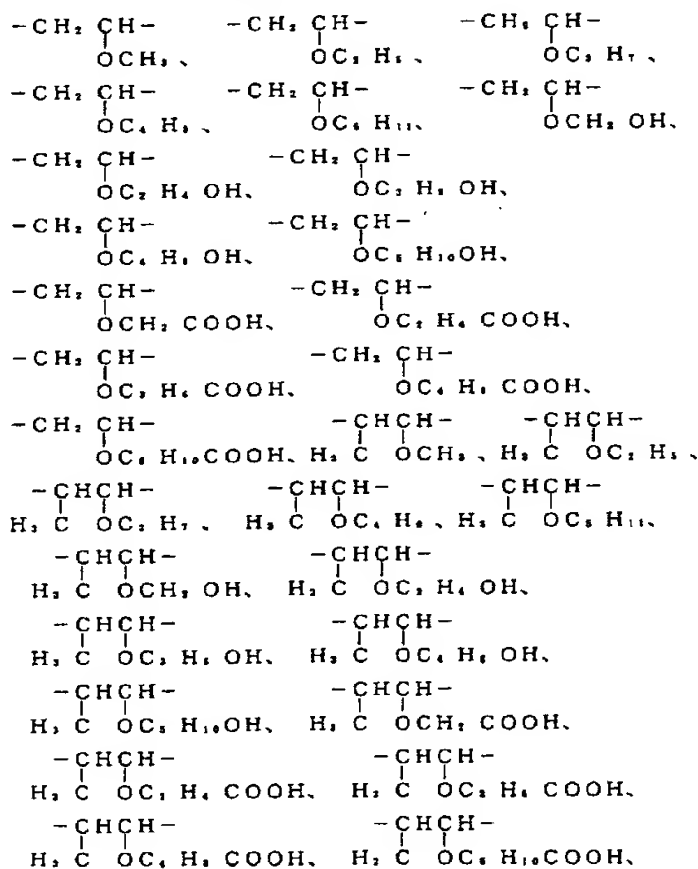 －CH₂ CH－ －CH₂ CH－ －CH₂ CH－
OCH₃、 OC₂ H₅、 OC₃ H₇、
－CH₂ CH－ －CH₂ CH－ －CH₂ CH－
OC₄ H₉、 OC₅ H₁₁、 OCH₂ OH、
－CH₂ CH－ －CH₂ CH－
OC₂ H₄ OH、 OC₃ H₆ OH、
－CH₂ CH－ －CH₂ CH－
OC₄ H₈ OH、 OC₅ H₁₀OH、
－CH₂ CH－ －CH₂ CH－
OCH₂ COOH、 OC₂ H₄ COOH、
－CH₂ CH－ －CH₂ CH－
OC₃ H₆ COOH、 OC₄ H₈ COOH、
－CH₂ CH－ －CHCH－ －CHCH－
OC₅ H₁₀COOH、 H₃ C OCH₃、 H₃ C OC₂ H₅、
－CHCH－ －CHCH－ －CHCH－
H₃ C OC₃ H₇、 H₃ C OC₄ H₉、 H₃ C OC₅ H₁₁、
－CHCH－ －CHCH－
H₃ C OCH₂ OH、 H₃ C OC₂ H₄ OH、
－CHCH－ －CHCH－
H₃ C OC₃ H₆ OH、 H₃ C OC₄ H₈ OH、
－CHCH－ －CHCH－
H₃ C OC₅ H₁₀OH、 H₃ C OCH₂ COOH、
－CHCH－ －CHCH－
H₃ C OC₂ H₄ COOH、 H₃ C OC₃ H₆ COOH、
－CHCH－ －CHCH－
H₃ C OC₄ H₈ COOH、 H₃ C OC₅ H₁₀COOH、